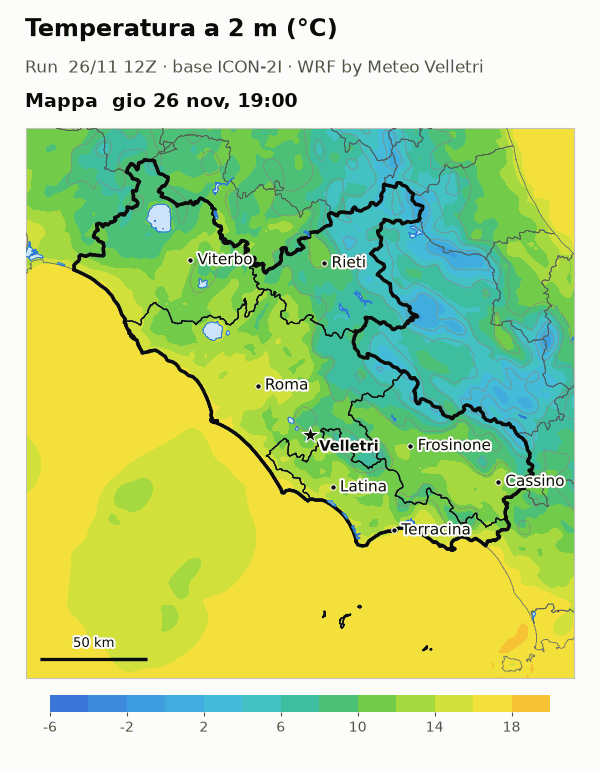 Temperatura a 2 m (°C)
Run 26/11 12Z · base ICON-2I · WRF by Meteo Velletri
Mappa gio 26 nov, 19:00
Viterbo
Rieti
Roma
Velletri
Frosinone
Latina
Cassino
Terracina
50 km
-6 -2 2 6 10 14 18